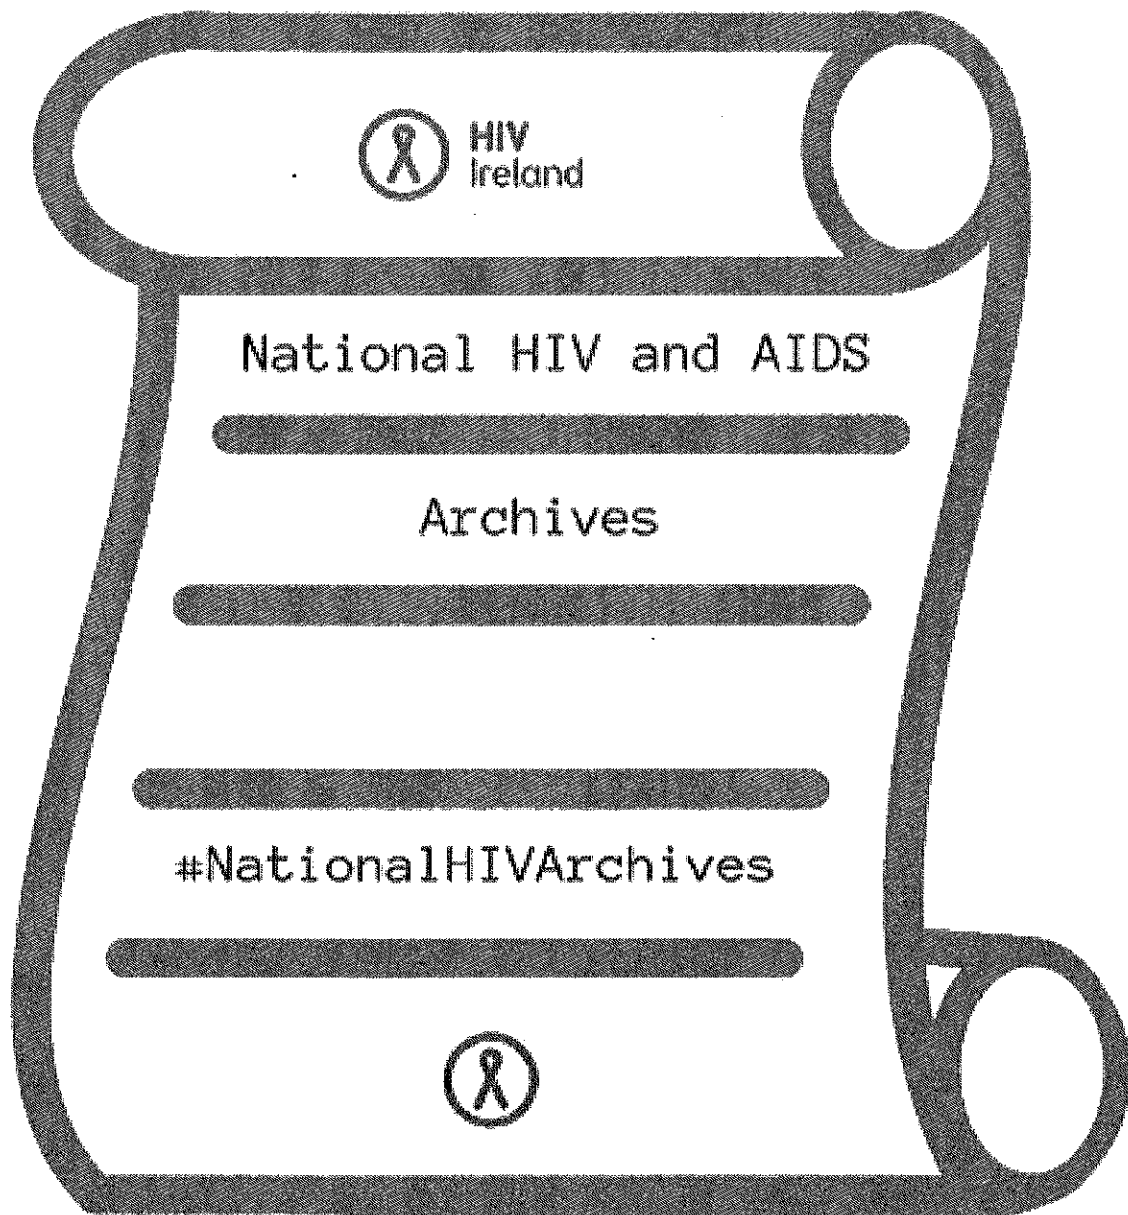 HIV
Ireland
National HIV and AIDS
Archives
#NationalHIVArchives